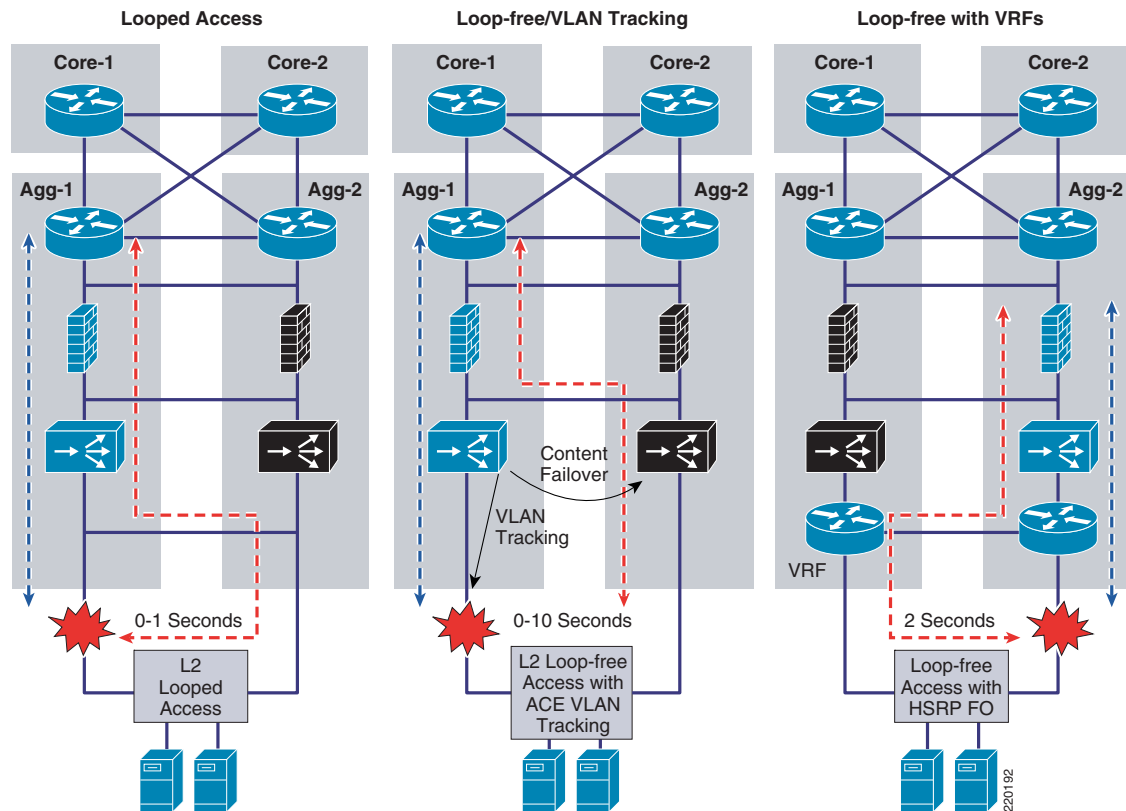 Looped Access
Core-1
Core-2
Agg-1
Agg-2
0-1 Seconds
L2
Looped
Access
Loop-free/VLAN Tracking
Core-1
Core-2
Agg-1
Agg-2
Content
Failover
VLAN
Tracking
0-10 Seconds
L2 Loop-free
Access with
ACE VLAN
Tracking
Loop-free with VRFs
Core-1
Core-2
Agg-1
Agg-2
VRF
2 Seconds
Loop-free
Access with
HSRP FO
220192